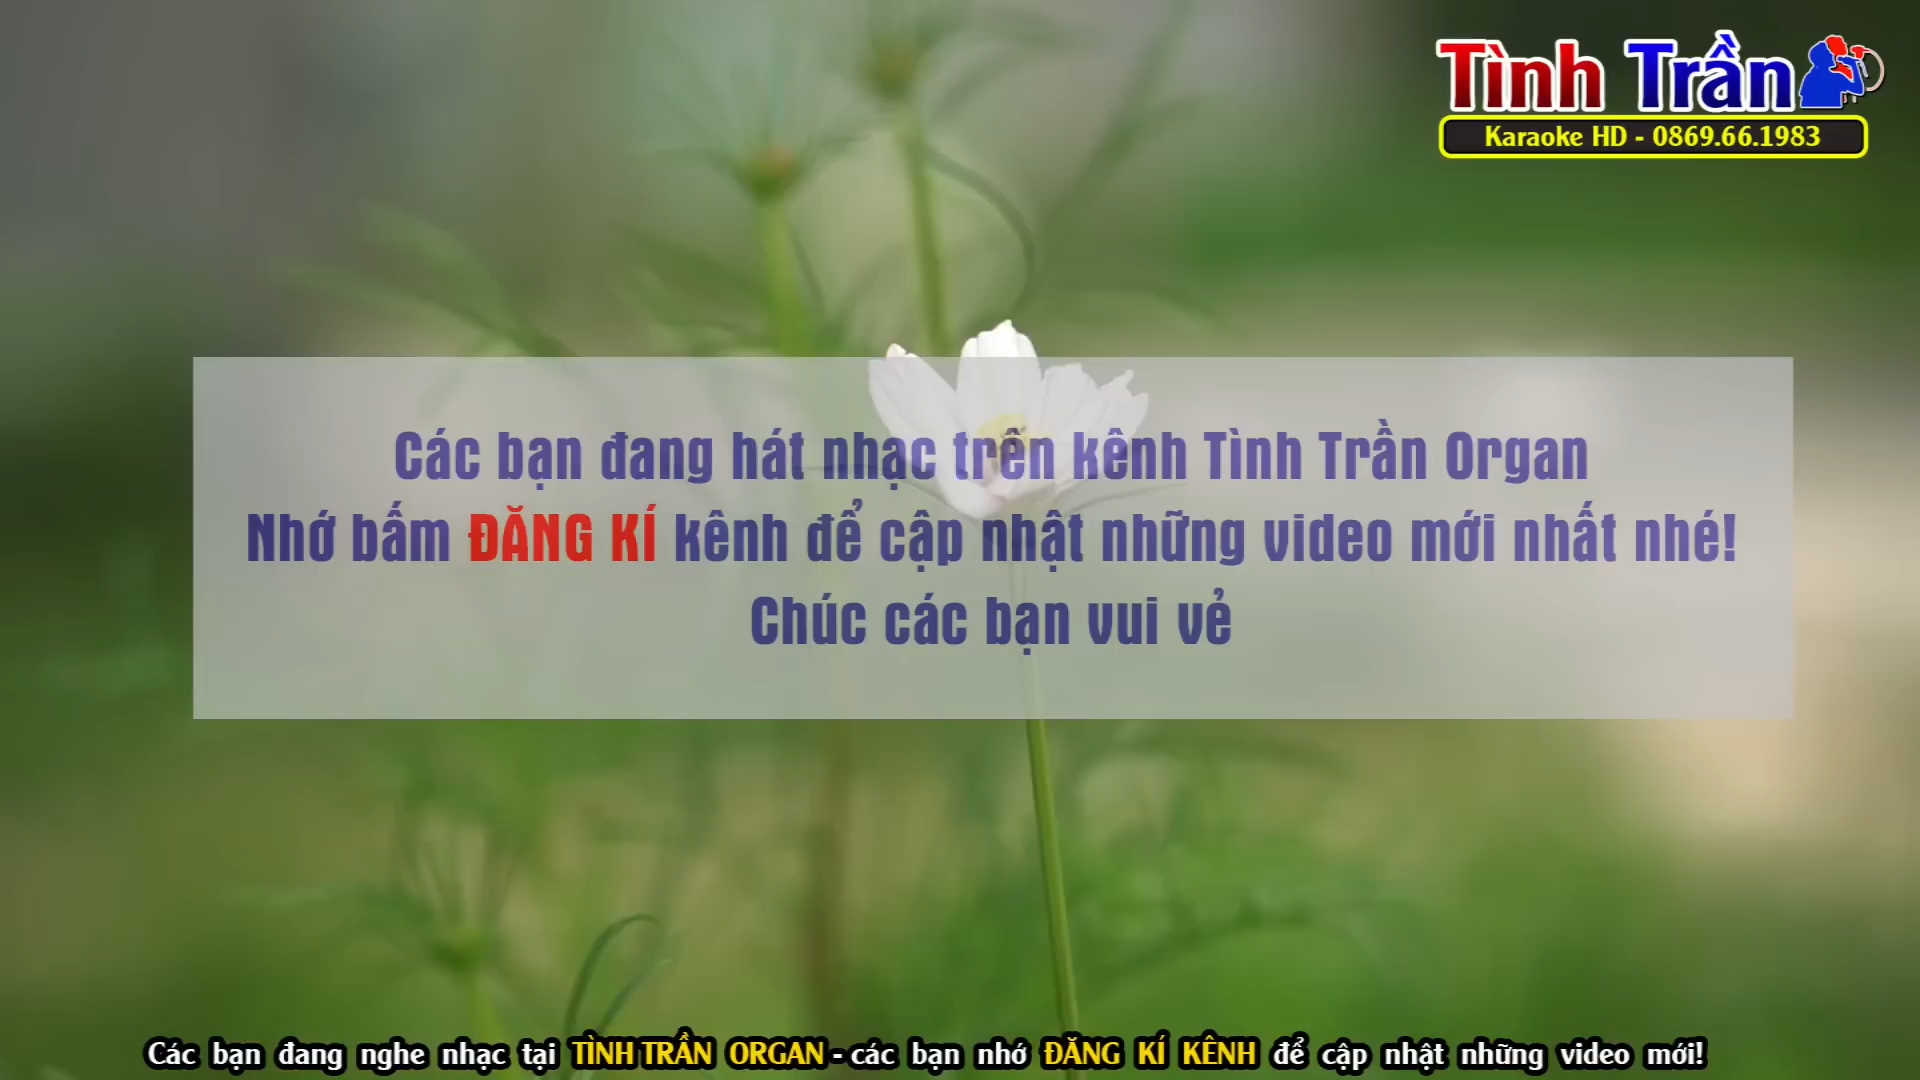 Tình Trần
Karaoke HD - 0869.66.1983
Các bạn đang hát nhạc trên kênh Tình Trần Organ
Nhớ bấm ĐĂNG KÍ kênh để cập nhật những video mới nhất nhé!
Chúc các bạn vui vẻ
Các bạn đang nghe nhạc tại TÌNH TRẦN ORGAN - các bạn nhớ ĐĂNG KÍ KÊNH để cập nhật những video mới!